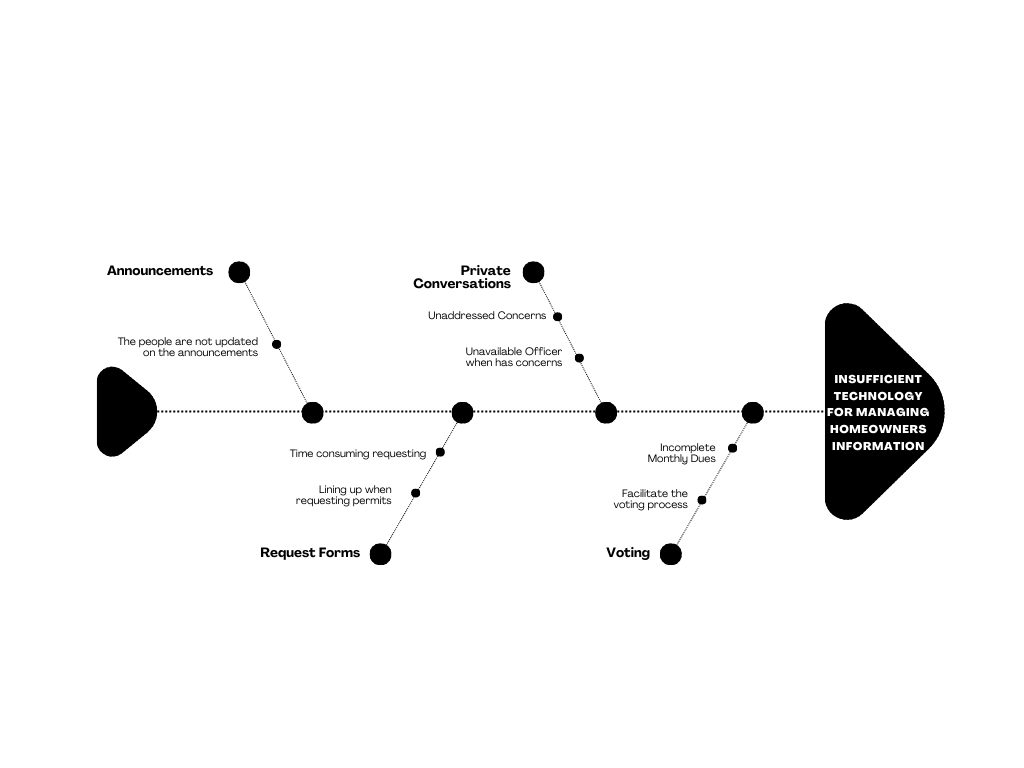 Announcements
The people are not updated
on the announcements
Private
Conversations
Unaddressed Concerns
Unavailable Officer
when has concerns
Time consuming requesting
Lining up when
requesting permits
Request Forms
Incomplete
Monthly Dues
Facilitate the
voting process
Voting
INSUFFICIENT
TECHNOLOGY
FOR MANAGING
HOMEOWNERS
INFORMATION